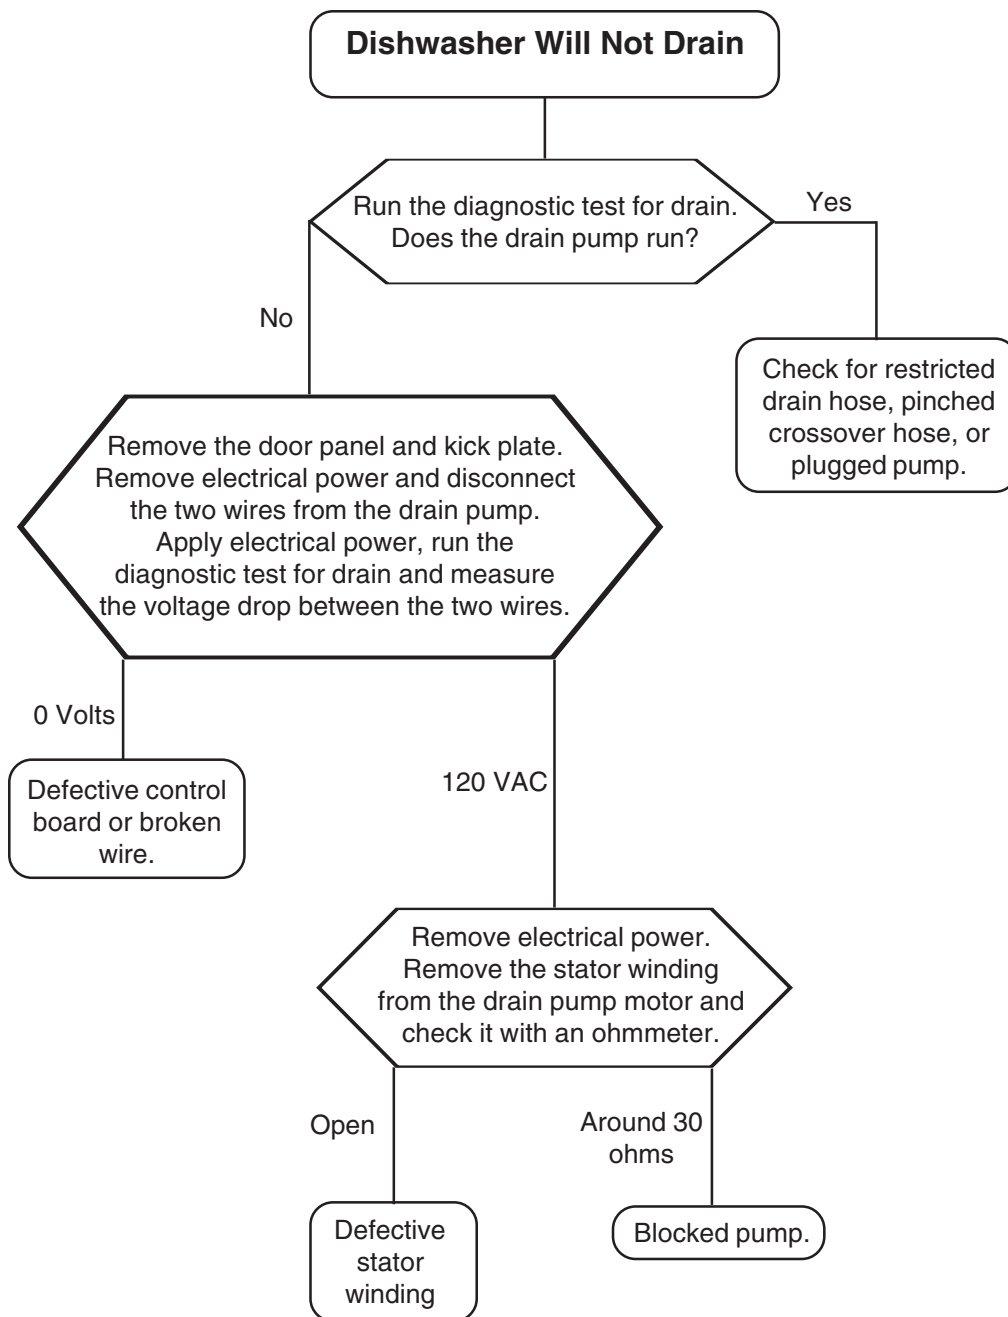 Dishwasher Will Not Drain
Run the diagnostic test for drain.
Does the drain pump run?
Yes
No
Check for restricted
drain hose, pinched
crossover hose, or
plugged pump.
Remove the door panel and kick plate.
Remove electrical power and disconnect
the two wires from the drain pump.
Apply electrical power, run the
diagnostic test for drain and measure
the voltage drop between the two wires.
0 Volts
Defective control
board or broken
wire.
120 VAC
Remove electrical power.
Remove the stator winding
from the drain pump motor and
check it with an ohmmeter.
Open
Around 30
ohms
Defective
stator
winding
Blocked pump.